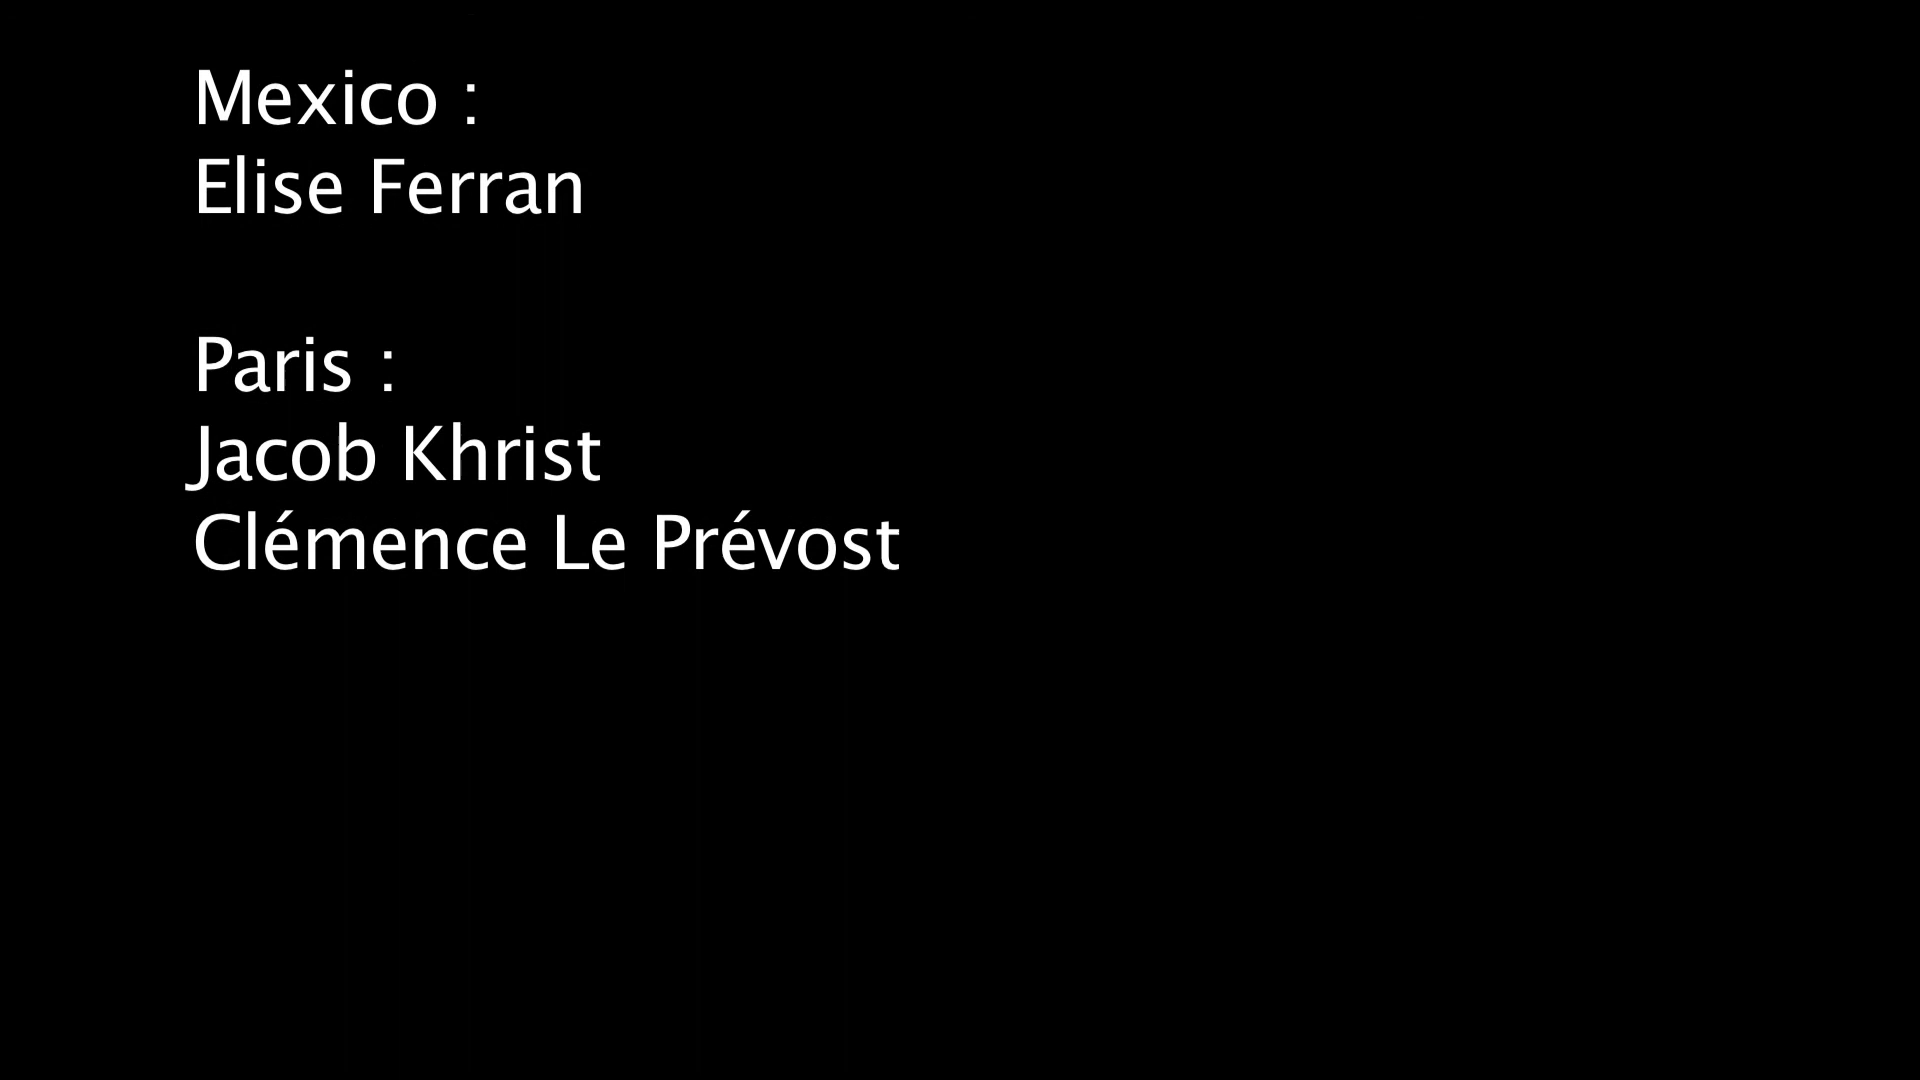 Mexico :
Elise Ferran
Paris :
Jacob Khrist
Clémence Le Prévost